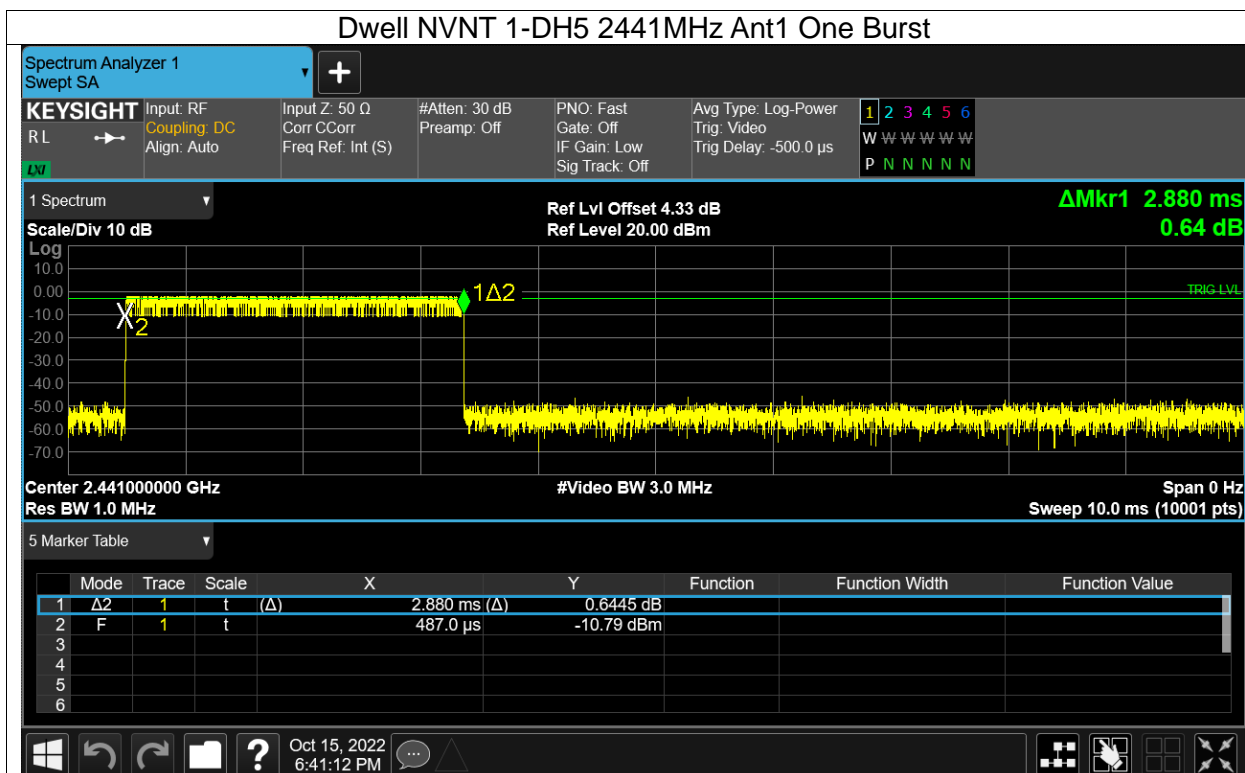 Dwell NVNT 1-DH5 2441MHz Ant1 One Burst
Spectrum Analyzer 1
Swept SA
KEYSIGHT Input: RF Input Z: 50 Ω #Atten: 30 dB PNO: Fast Avg Type: Log-Power 1 2 3 4 5 6
R L Coupling: DC Corr CCorr Preamp: Off Gate: Off Trig: Video W W W W W W
Align: Auto Freq Ref: Int (S) IF Gain: Low Trig Delay: -500.0 µs P N N N N N
LXI Sig Track: Off
1 Spectrum Ref Lvl Offset 4.33 dB ΔMkr1 2.880 ms
Scale/Div 10 dB Ref Level 20.00 dBm 0.64 dB
Log
10.0
0.00 1Δ2 TRIG LVL
-10.0 2
-20.0
-30.0
-40.0
-50.0
-60.0
-70.0
Center 2.441000000 GHz #Video BW 3.0 MHz Span 0 Hz
Res BW 1.0 MHz Sweep 10.0 ms (10001 pts)
5 Marker Table
Mode Trace Scale X Y Function Function Width Function Value
1 Δ2 1 t (Δ) 2.880 ms (Δ) 0.6445 dB
2 F 1 t 487.0 µs -10.79 dBm
3
4
5
6
? Oct 15, 2022
6:41:12 PM